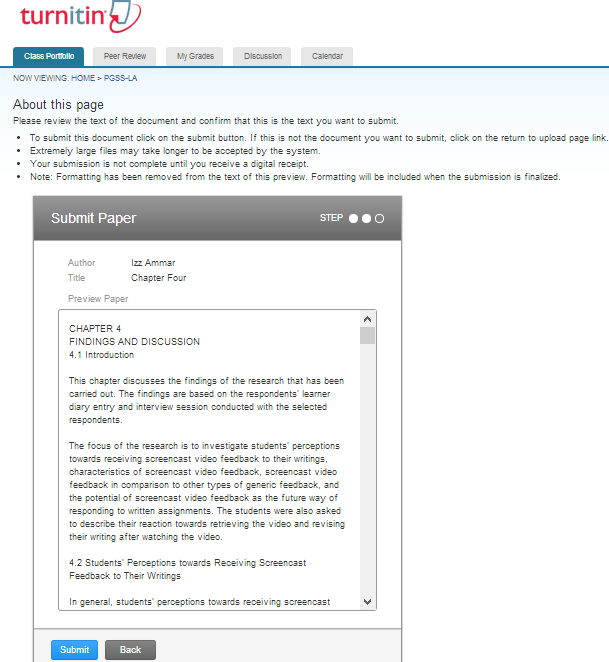 turnitin
Class Portfolio Peer Review My Grades Discussion Calendar
NOW VIEWING: HOME > PGSS-LA
About this page
Please review the text of the document and confirm that this is the text you want to submit.
• To submit this document click on the submit button. If this is not the document you want to submit, click on the return to upload page link.
• Extremely large files may take longer to be accepted by the system.
• Your submission is not complete until you receive a digital receipt.
• Note: Formatting has been removed from the text of this preview. Formatting will be included when the submission is finalized.
Submit Paper STEP
Author Izz Ammar
Title Chapter Four
Preview Paper
CHAPTER 4
FINDINGS AND DISCUSSION
4.1 Introduction
This chapter discusses the findings of the research that has been
carried out. The findings are based on the respondents' learner
diary entry and interview session conducted with the selected
respondents.
The focus of the research is to investigate students' perceptions
towards receiving screencast video feedback to their writings,
characteristics of screencast video feedback, screencast video
feedback in comparison to other types of generic feedback, and
the potential of screencast video feedback as the future way of
responding to written assignments. The students were also asked
to describe their reaction towards retrieving the video and revising
their writing after watching the video.
4.2 Students' Perceptions towards Receiving Screencast
Feedback to Their Writings
In general, students' perceptions towards receiving screencast
Submit Back